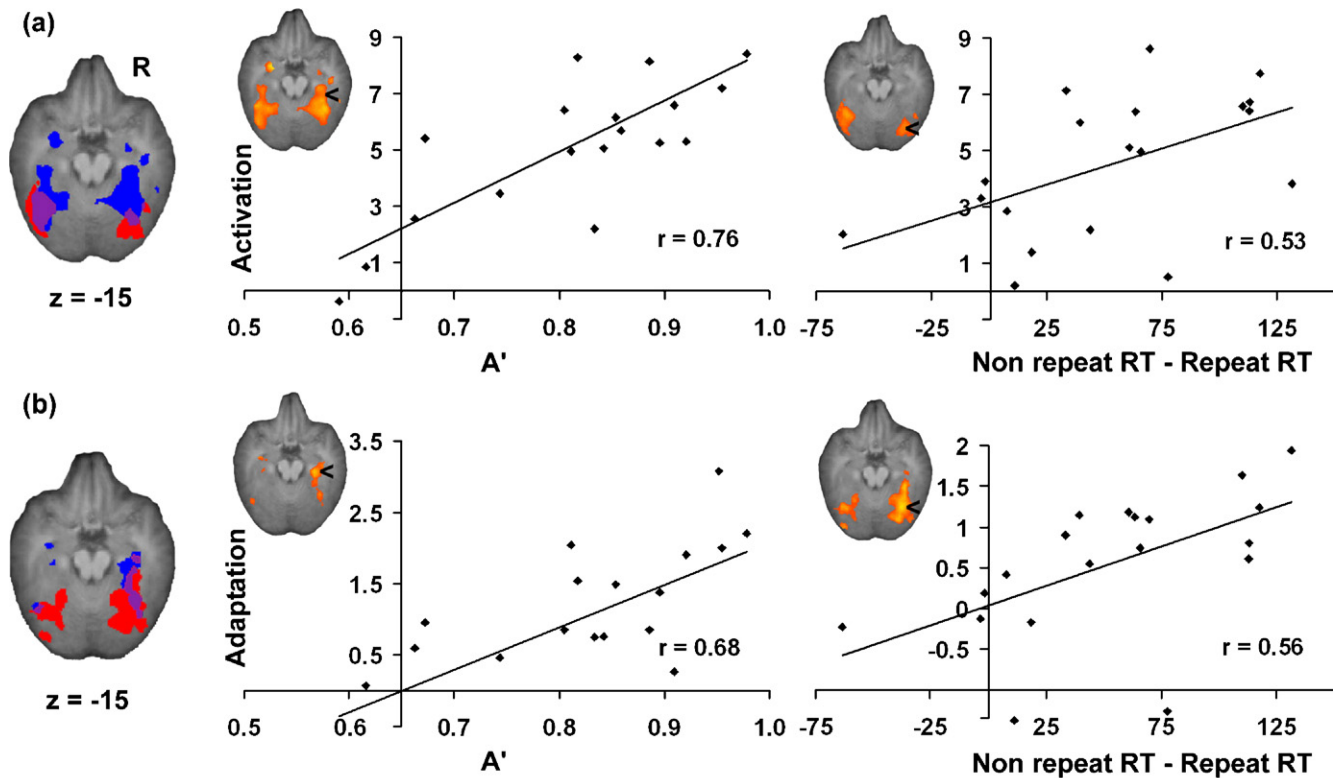 (a)
R
z = -15
<
Activation
9
7
5
3
1
r = 0.76
0.5 0.6 0.7 0.8 0.9 1.0
A'
<
9
7
5
3
1
r = 0.53
-75 -25 25 75 125
Non repeat RT - Repeat RT
(b)
z = -15
<
Adaptation
3.5
2.5
1.5
0.5
r = 0.68
0.5 0.6 0.7 0.8 0.9 1.0
A'
<
2
1.5
1
0.5
0
-0.5
r = 0.56
-75 -25 25 75 125
Non repeat RT - Repeat RT